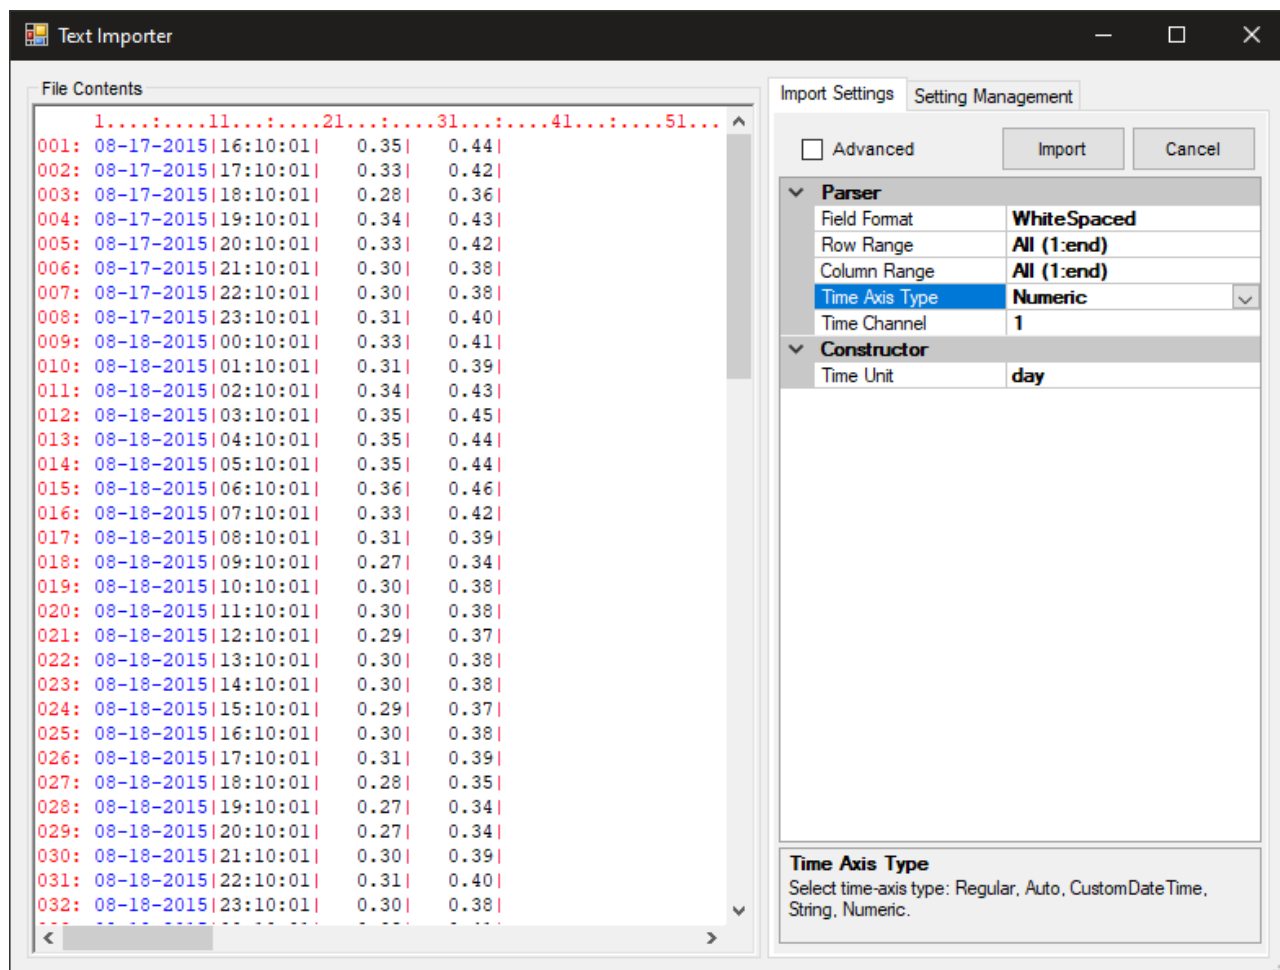 Text Importer
File Contents
1....:....11...:....21...:....31...:....41...:....51...
001: 08-17-2015|16:10:01| 0.35| 0.44|
002: 08-17-2015|17:10:01| 0.33| 0.42|
003: 08-17-2015|18:10:01| 0.28| 0.36|
004: 08-17-2015|19:10:01| 0.34| 0.43|
005: 08-17-2015|20:10:01| 0.33| 0.42|
006: 08-17-2015|21:10:01| 0.30| 0.38|
007: 08-17-2015|22:10:01| 0.30| 0.38|
008: 08-17-2015|23:10:01| 0.31| 0.40|
009: 08-18-2015|00:10:01| 0.33| 0.41|
010: 08-18-2015|01:10:01| 0.31| 0.39|
011: 08-18-2015|02:10:01| 0.34| 0.43|
012: 08-18-2015|03:10:01| 0.35| 0.45|
013: 08-18-2015|04:10:01| 0.35| 0.44|
014: 08-18-2015|05:10:01| 0.35| 0.44|
015: 08-18-2015|06:10:01| 0.36| 0.46|
016: 08-18-2015|07:10:01| 0.33| 0.42|
017: 08-18-2015|08:10:01| 0.31| 0.39|
018: 08-18-2015|09:10:01| 0.27| 0.34|
019: 08-18-2015|10:10:01| 0.30| 0.38|
020: 08-18-2015|11:10:01| 0.30| 0.38|
021: 08-18-2015|12:10:01| 0.29| 0.37|
022: 08-18-2015|13:10:01| 0.30| 0.38|
023: 08-18-2015|14:10:01| 0.30| 0.38|
024: 08-18-2015|15:10:01| 0.29| 0.37|
025: 08-18-2015|16:10:01| 0.30| 0.38|
026: 08-18-2015|17:10:01| 0.31| 0.39|
027: 08-18-2015|18:10:01| 0.28| 0.35|
028: 08-18-2015|19:10:01| 0.27| 0.34|
029: 08-18-2015|20:10:01| 0.27| 0.34|
030: 08-18-2015|21:10:01| 0.30| 0.39|
031: 08-18-2015|22:10:01| 0.31| 0.40|
032: 08-18-2015|23:10:01| 0.30| 0.38|
Import Settings Setting Management
Advanced Import Cancel
Parser
Field Format WhiteSpaced
Row Range All (1:end)
Column Range All (1:end)
Time Axis Type Numeric
Time Channel 1
Constructor
Time Unit day
Time Axis Type
Select time-axis type: Regular, Auto, CustomDateTime,
String, Numeric.